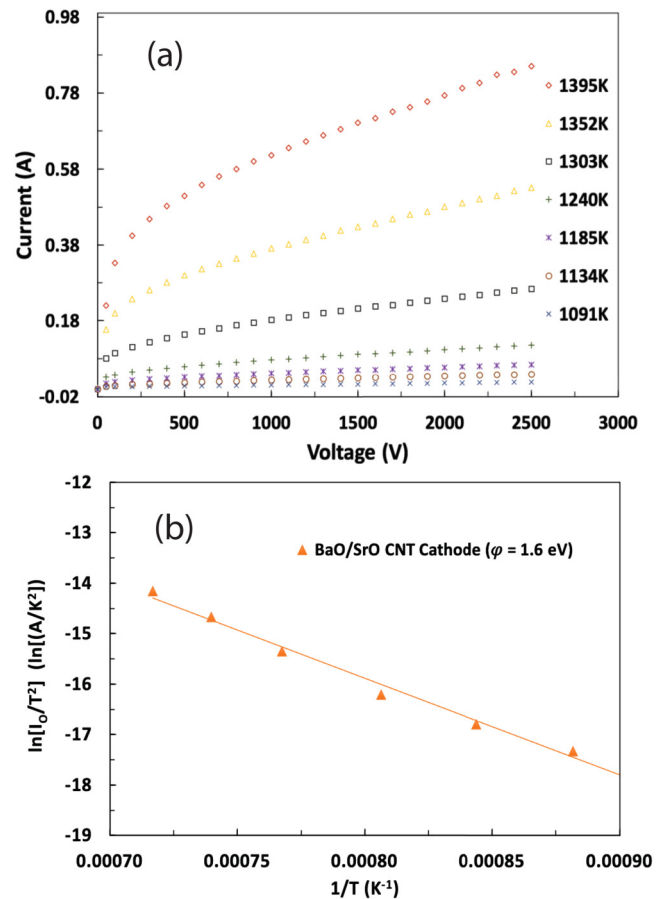 0.98
(a)
0.78
0.58
0.38
0.18
-0.02
Current (A)
1395K
1352K
1303K
1240K
1185K
1134K
1091K
0 500 1000 1500 2000 2500 3000
Voltage (V)
-12
(b)
-13
-14
-15
-16
-17
-18
-19
BaO/SrO CNT Cathode (φ = 1.6 eV)
ln[I₀/T²] (ln[(A/K²])
0.00070 0.00075 0.00080 0.00085 0.00090
1/T (K⁻¹)